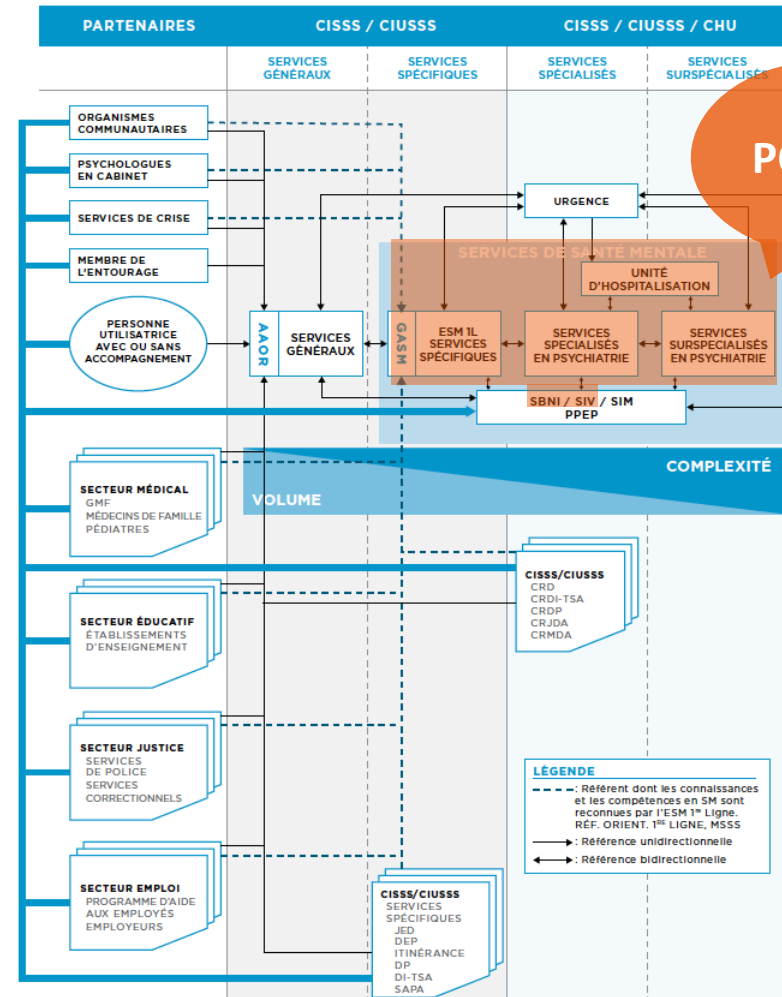 PARTENAIRES
CISSS / CIUSSS
CISSS / CIUSSS / CHU
SERVICES
GÉNÉRAUX
SERVICES
SPÉCIFIQUES
SERVICES
SPÉCIALISÉS
SERVICES
SURSPÉCIALISÉS
ORGANISMES
COMMUNAUTAIRES
PSYCHOLOGUES
EN CABINET
SERVICES DE CRISE
MEMBRE DE
L'ENTOURAGE
PERSONNE
UTILISATRICE
AVEC OU SANS
ACCOMPAGNEMENT
URGENCE
SERVICES DE SANTÉ MENTALE
UNITÉ
D'HOSPITALISATION
AAOR
SERVICES
GÉNÉRAUX
GASM
ESM 1L
SERVICES
SPÉCIFIQUES
SERVICES
SPECIALISÉS
EN PSYCHIATRIE
SERVICES
SURSPECIALISÉS
EN PSYCHIATRIE
SBNI / SIV / SIM
PPEP
COMPLEXITÉ
VOLUME
SECTEUR MÉDICAL
GMF
MÉDECINS DE FAMILLE
PÉDIATRES
CISSS/CIUSSS
CRD
CRDI-TSA
CRDP
CRJDA
CRMDA
SECTEUR ÉDUCATIF
ÉTABLISSEMENTS
D'ENSEIGNEMENT
SECTEUR JUSTICE
SERVICES
DE POLICE
SERVICES
CORRECTIONNELS
LÉGENDE
: Référent dont les connaissances
et les compétences en SM sont
reconnues par l'ESM 1re Ligne.
RÉF. ORIENT. 1RE LIGNE, MSSS
: Référence unidirectionnelle
: Référence bidirectionnelle
SECTEUR EMPLOI
PROGRAMME D'AIDE
AUX EMPLOYÉS
EMPLOYEURS
CISSS/CIUSSS
SERVICES
SPÉCIFIQUES
JED
DEP
ITINÉRANCE
DP
DI-TSA
SAPA